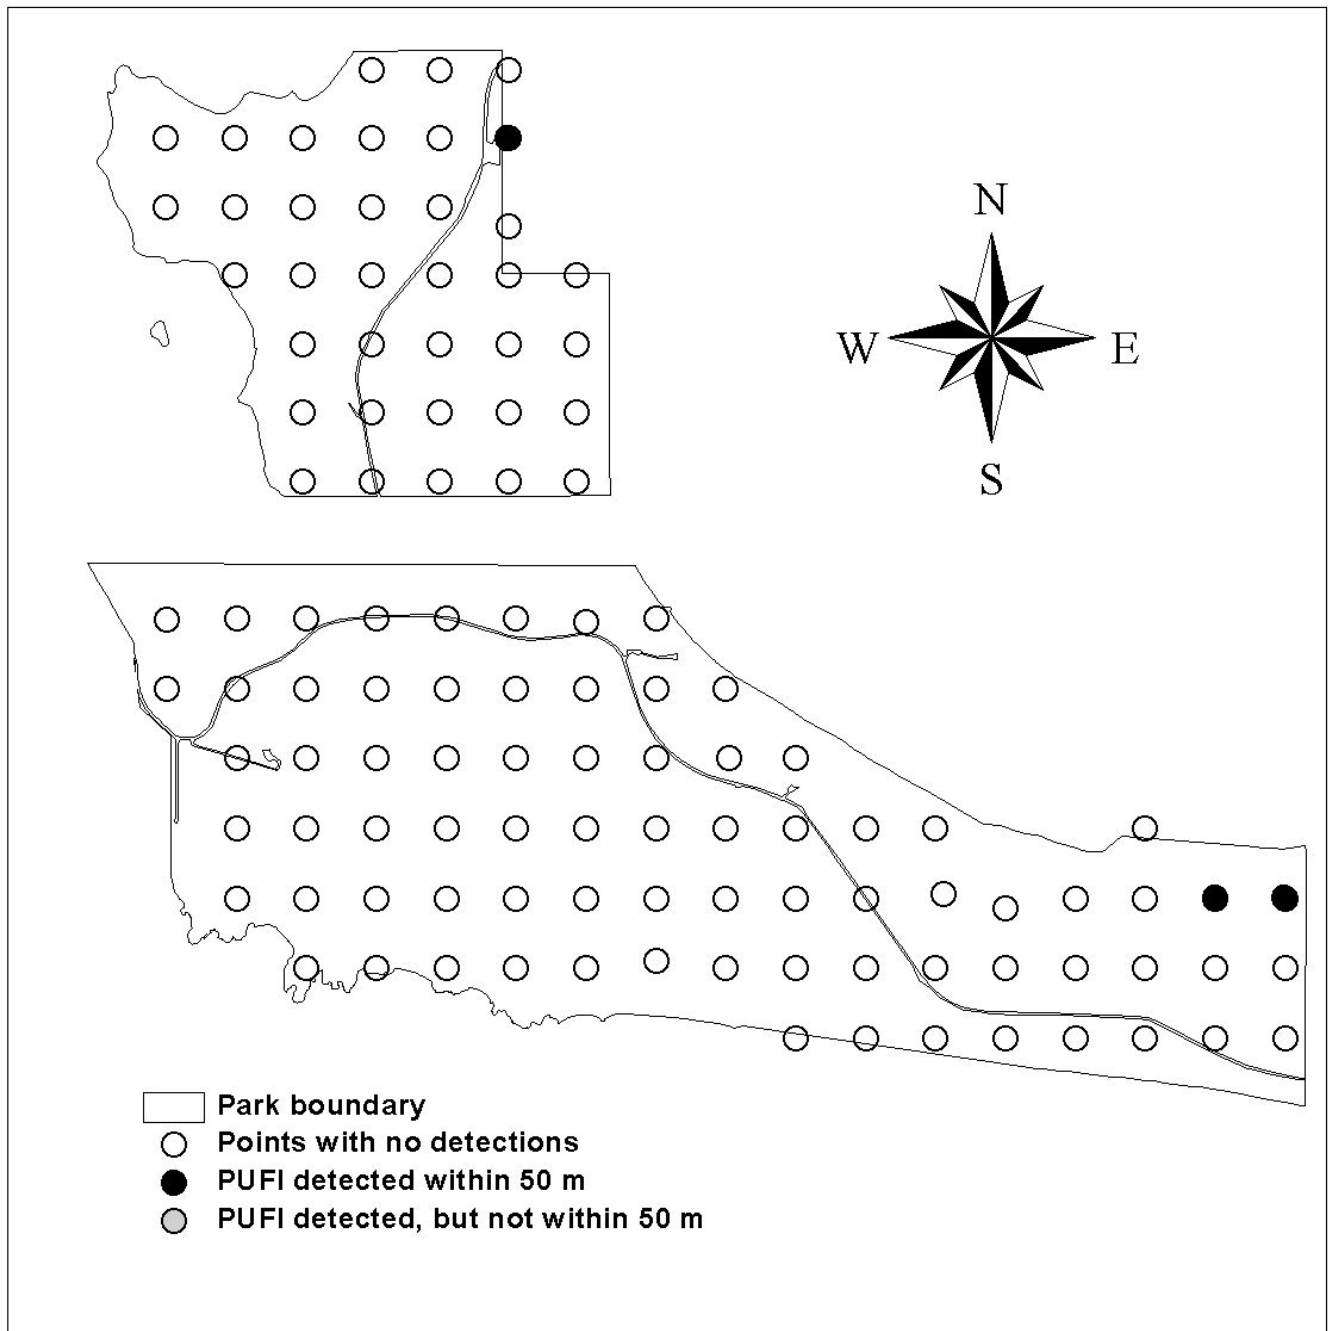 N
W E
S
Park boundary
Points with no detections
PUFI detected within 50 m
PUFI detected, but not within 50 m